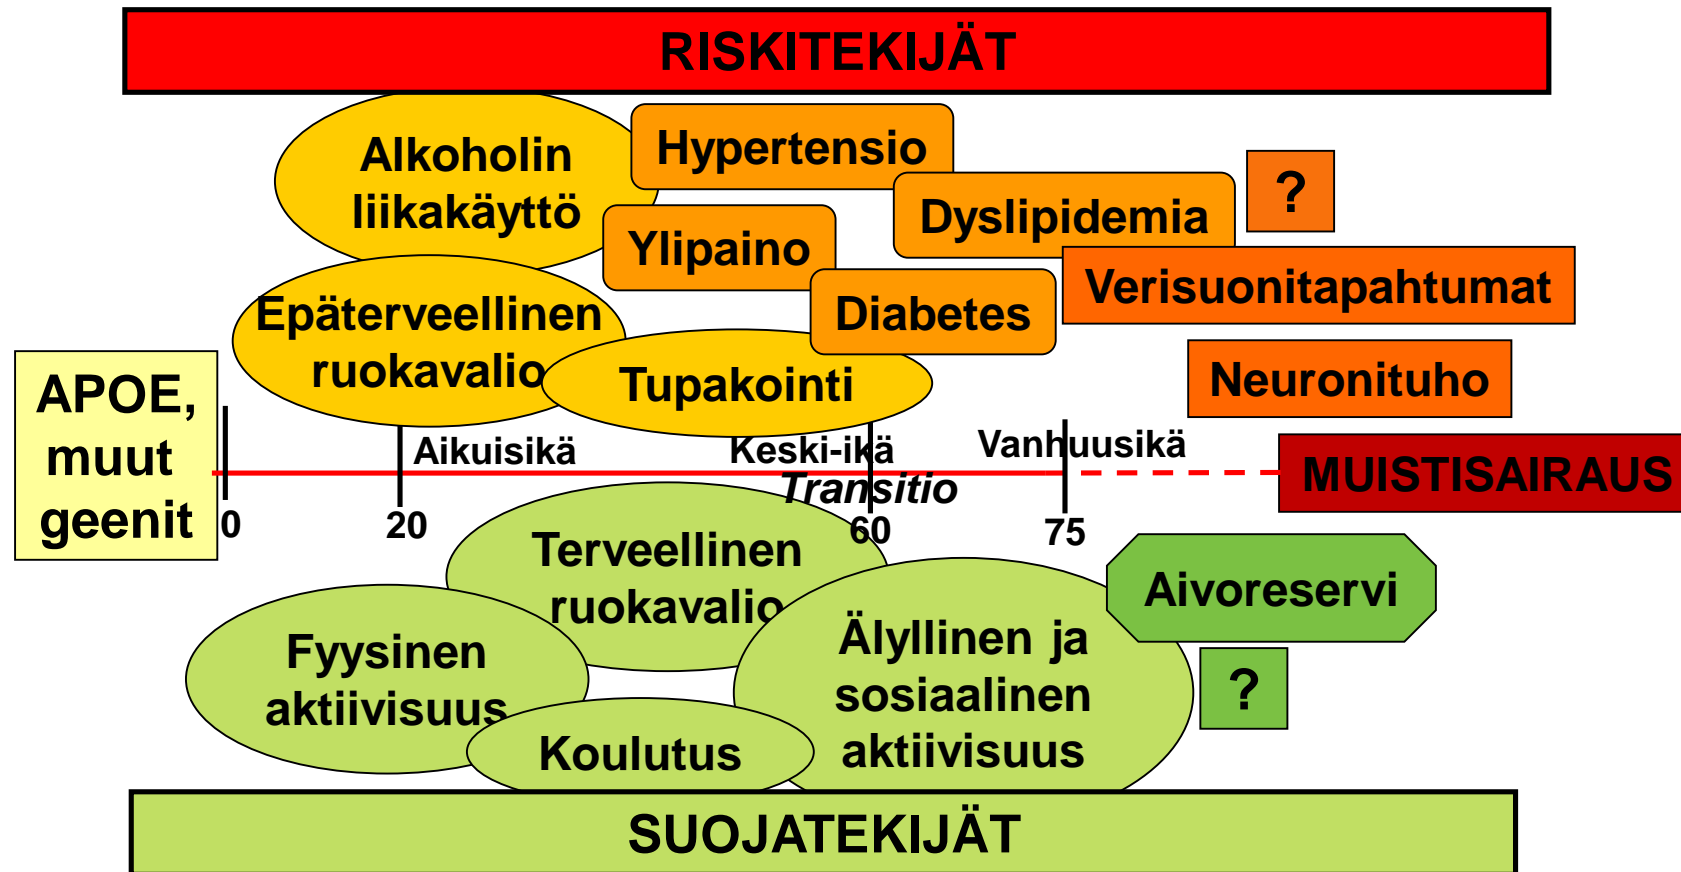 RISKITEKIJÄT
Alkoholin
liikakäyttö
Hypertensio
?
Dyslipidemia
Ylipaino
Verisuonitapahtumat
Epäterveellinen
ruokavalio
Diabetes
Tupakointi
Neuronituho
APOE,
muut
geenit
Aikuisikä
Keski-ikä
Vanhuusikä
Transitio
MUISTISAIRAUS
0
20
60
75
Terveellinen
ruokavalio
Aivoreservi
Fyysinen
aktiivisuus
Älyllinen ja
sosiaalinen
aktiivisuus
?
Koulutus
SUOJATEKIJÄT